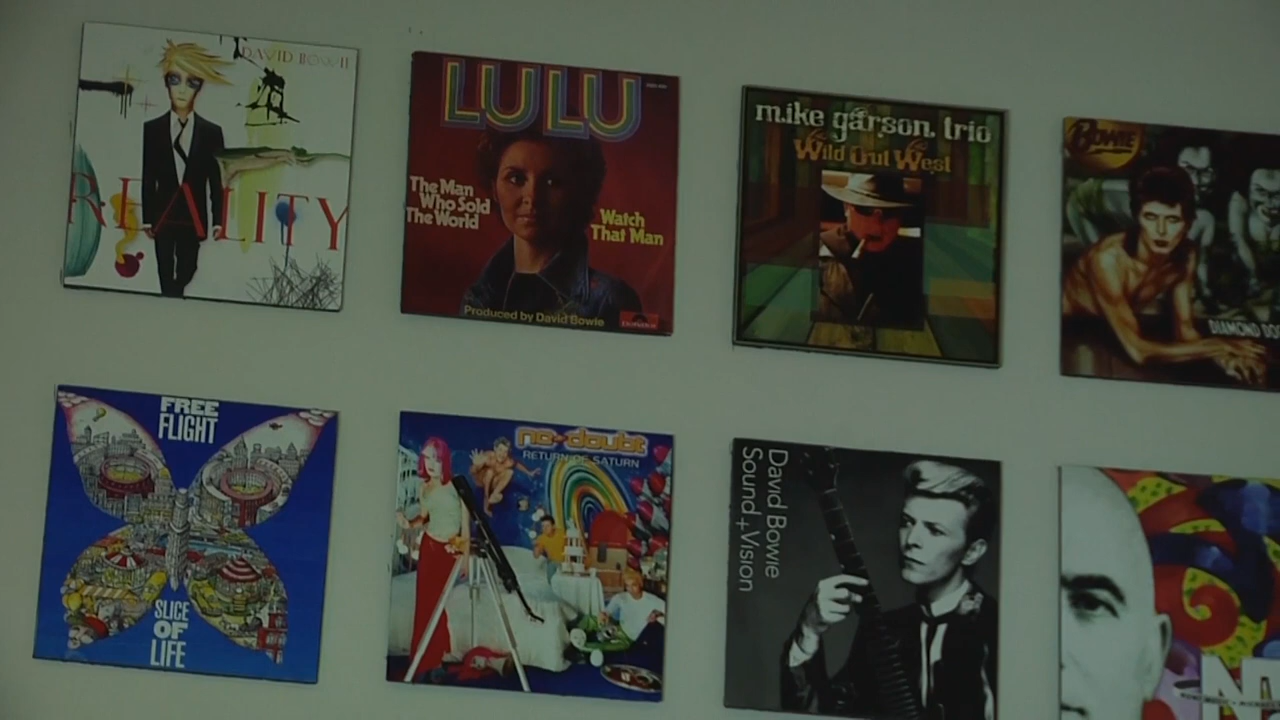 DAVID BOWIE
REALITY
LULU
The Man
Who Sold
The World
Watch
That Man
Produced by David Bowie
mike garson trio
Wild Out West
BOWIE
DIAMOND DO
FREE
FLIGHT
SLICE
OF
LIFE
no doubt
RETURN OF SATURN
David Bowie
Sound+Vision